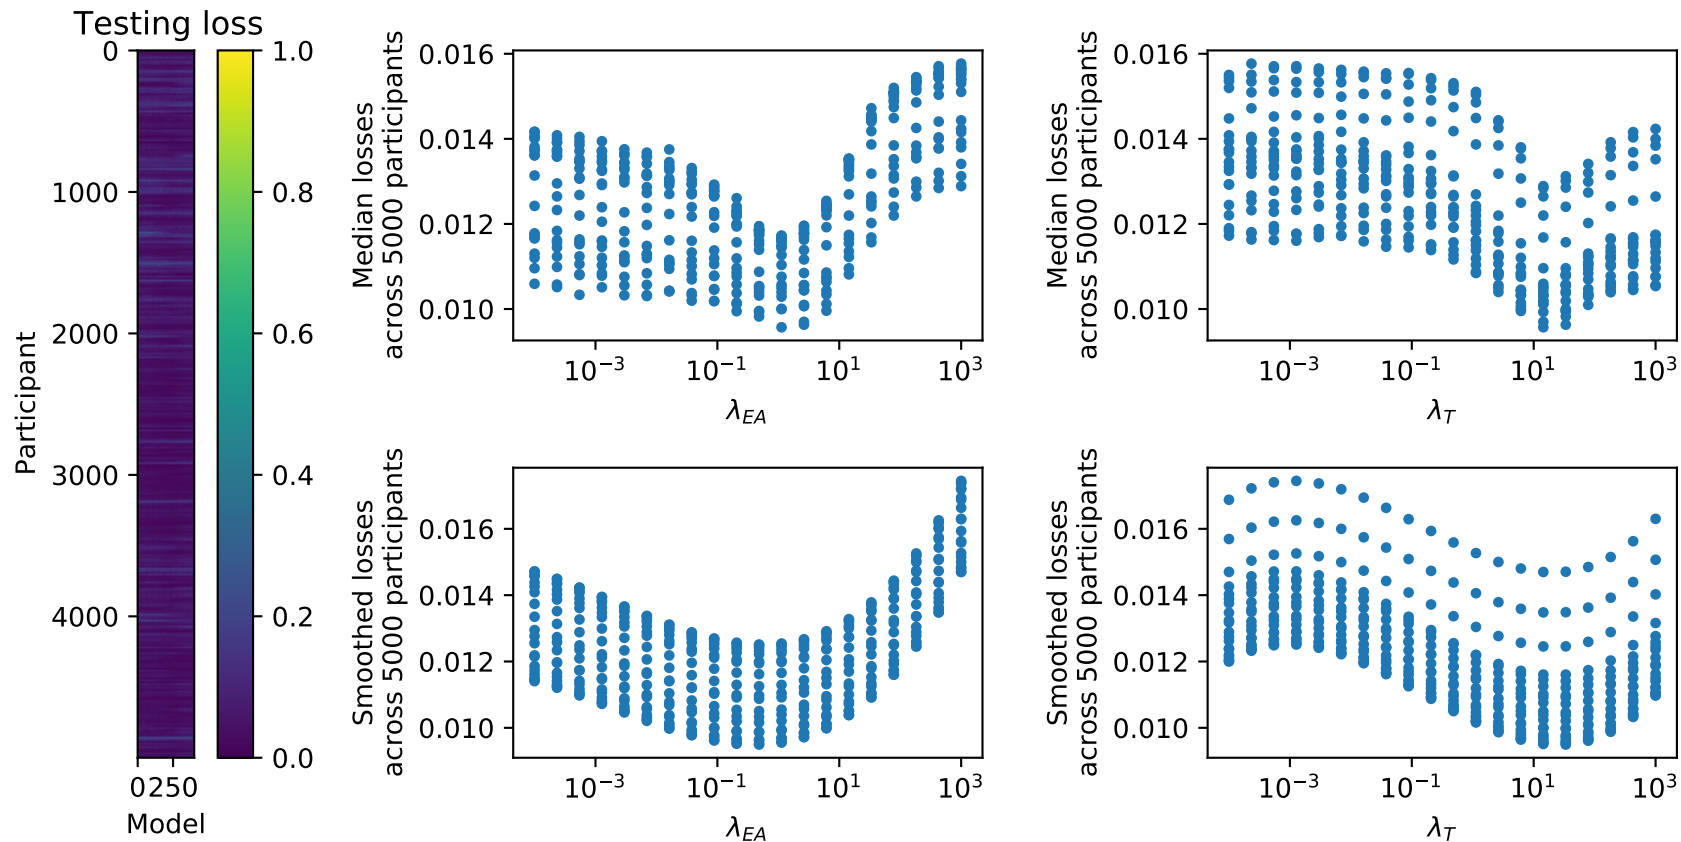 Testing loss
0
1000
2000
3000
4000
Participant
0250
Model
1.0
0.8
0.6
0.4
0.2
0.0
Median losses
across 5000 participants
0.016
0.014
0.012
0.010
10⁻³ 10⁻¹ 10¹ 10³
λ_EA
Median losses
across 5000 participants
0.016
0.014
0.012
0.010
10⁻³ 10⁻¹ 10¹ 10³
λ_T
Smoothed losses
across 5000 participants
0.016
0.014
0.012
0.010
10⁻³ 10⁻¹ 10¹ 10³
λ_EA
Smoothed losses
across 5000 participants
0.016
0.014
0.012
0.010
10⁻³ 10⁻¹ 10¹ 10³
λ_T